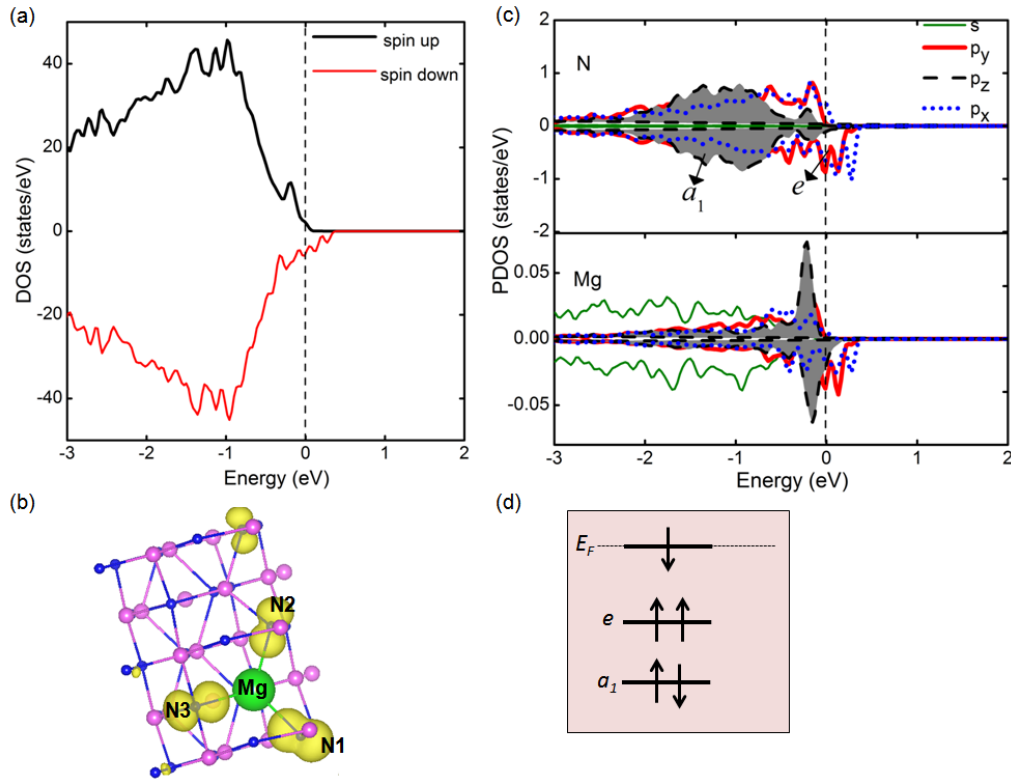 (a)
40
20
0
-20
-40
DOS (states/eV)
spin up
spin down
-3 -2 -1 0 1 2
Energy (eV)
(b)
N2
Mg
N3
N1
(c)
2
1
0
-1
-2
N
s
p_y
p_z
p_x
a_1
e
PDOS (states/eV)
Mg
0.05
0.00
-0.05
-3 -2 -1 0 1 2
Energy (eV)
(d)
E_F
e
a_1